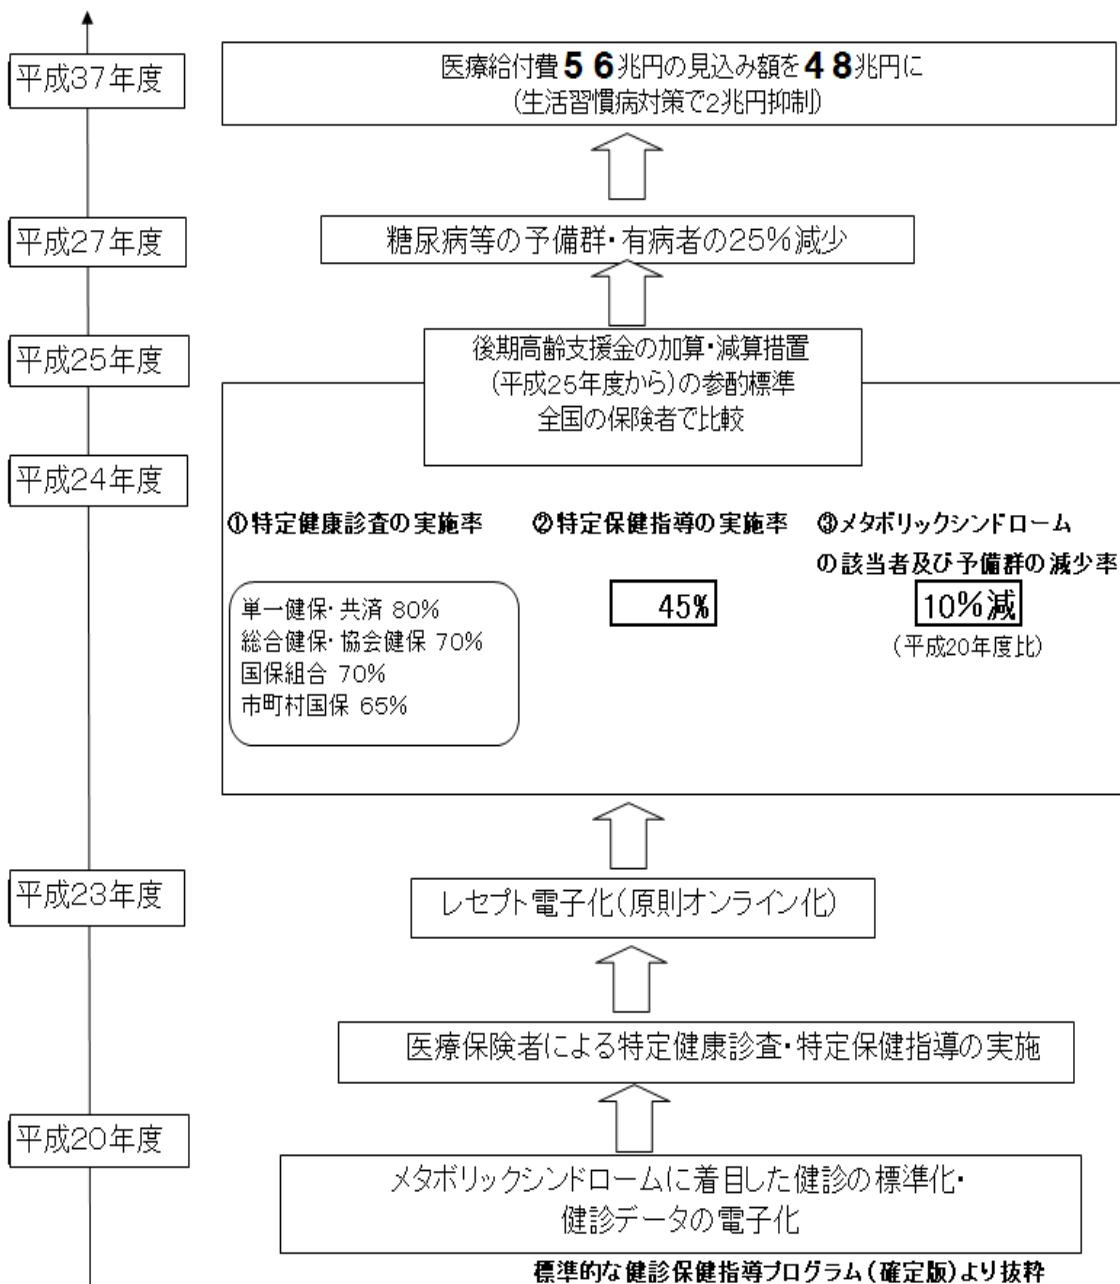 平成37年度
医療給付費56兆円の見込み額を48兆円に
(生活習慣病対策で2兆円抑制)
平成27年度
糖尿病等の予備群・有病者の25%減少
平成25年度
後期高齢支援金の加算・減算措置
(平成25年度から)の参酌標準
全国の保険者で比較
平成24年度
①特定健康診査の実施率
②特定保健指導の実施率
③メタボリックシンドローム
の該当者及び予備群の減少率
単一健保・共済 80%
総合健保・協会健保 70%
国保組合 70%
市町村国保 65%
45%
10%減
(平成20年度比)
平成23年度
レセプト電子化(原則オンライン化)
医療保険者による特定健康診査・特定保健指導の実施
平成20年度
メタボリックシンドロームに着目した健診の標準化・
健診データの電子化
標準的な健診保健指導プログラム(確定版)より抜粋